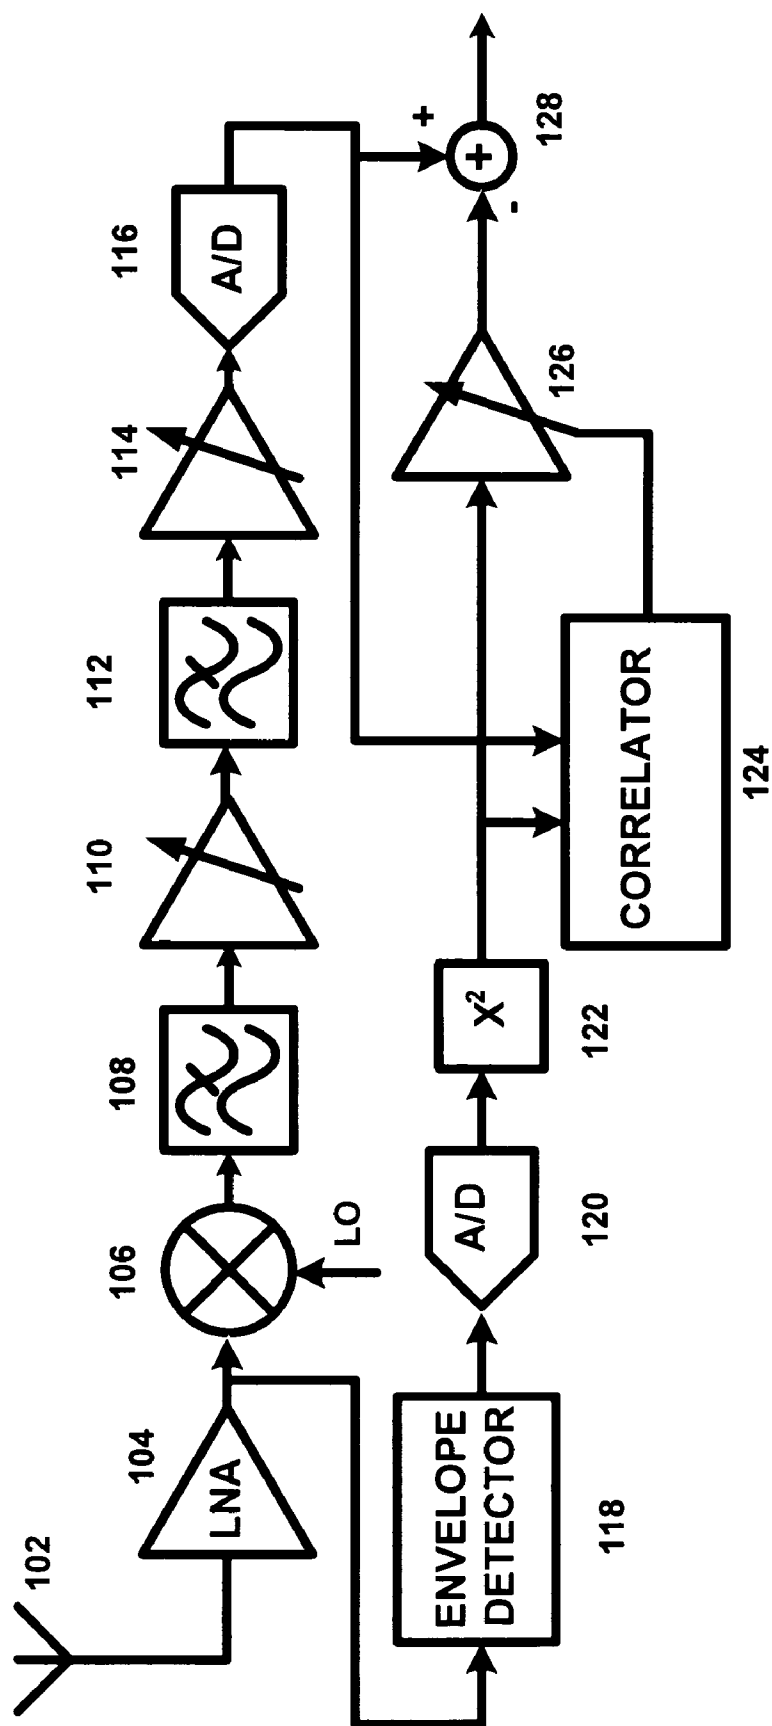 102
104
LNA
106
LO
108
110
112
114
116
A/D
ENVELOPE
DETECTOR
118
A/D
120
X²
122
CORRELATOR
124
126
+
-
+
128